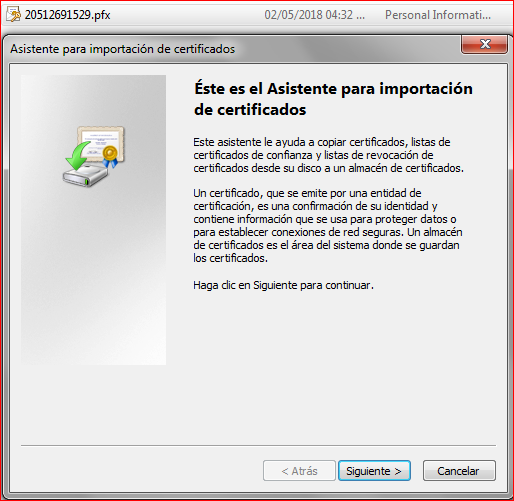 20512691529.pfx 02/05/2018 04:32 ... Personal Informati...
Asistente para importación de certificados
Éste es el Asistente para importación
de certificados
Este asistente le ayuda a copiar certificados, listas de
certificados de confianza y listas de revocación de
certificados desde su disco a un almacén de certificados.
Un certificado, que se emite por una entidad de
certificación, es una confirmación de su identidad y
contiene información que se usa para proteger datos o
para establecer conexiones de red seguras. Un almacén
de certificados es el área del sistema donde se guardan
los certificados.
Haga clic en Siguiente para continuar.
< Atrás Siguiente > Cancelar